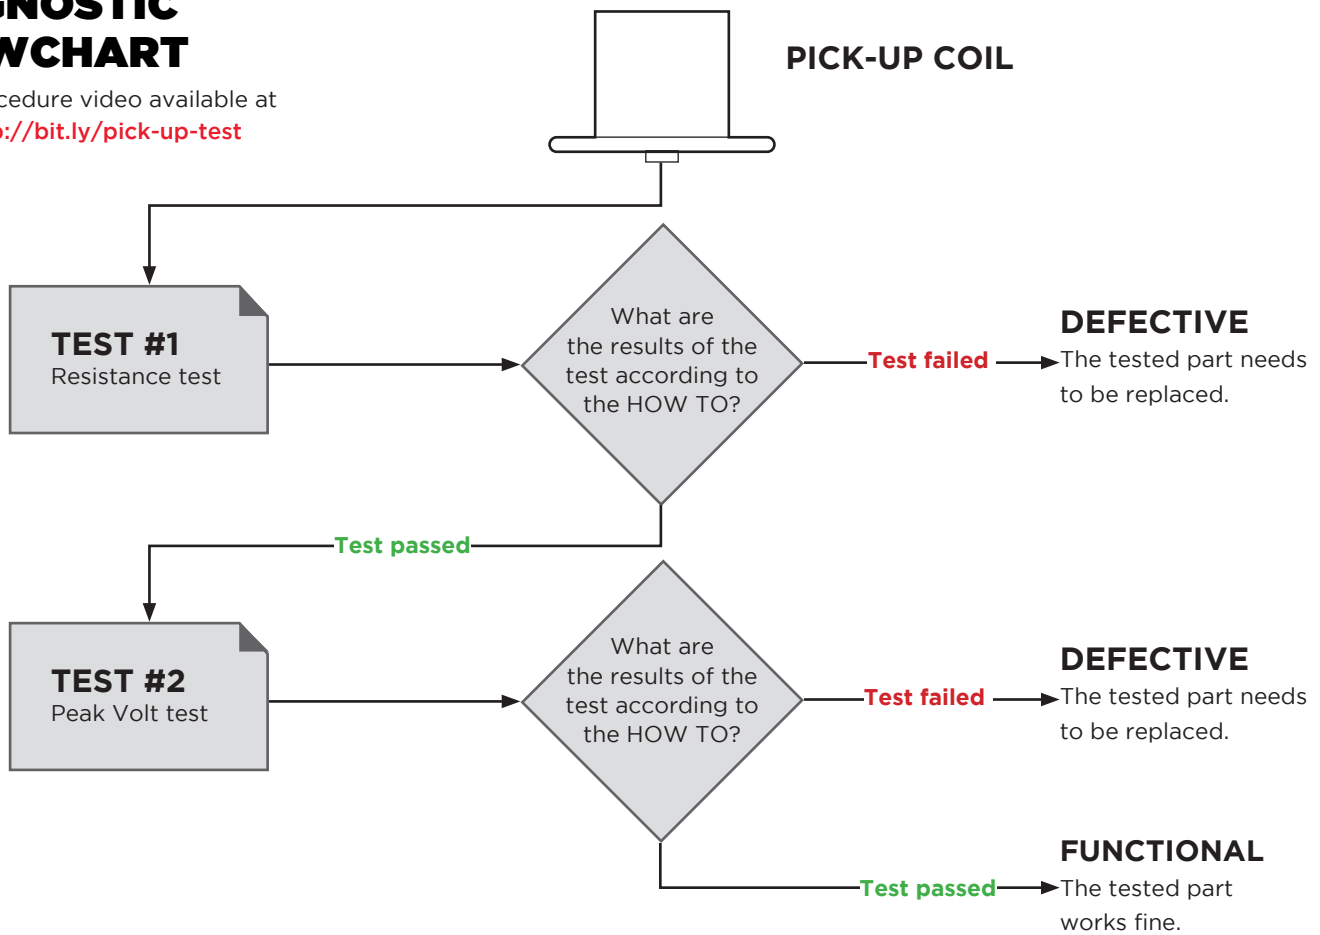 GNOSTIC
WCHART
cedure video available at
://bit.ly/pick-up-test
PICK-UP COIL
TEST #1
Resistance test
What are
the results of the
test according to
the HOW TO?
Test failed
DEFECTIVE
The tested part needs
to be replaced.
Test passed
TEST #2
Peak Volt test
What are
the results of the
test according to
the HOW TO?
Test failed
DEFECTIVE
The tested part needs
to be replaced.
Test passed
FUNCTIONAL
The tested part
works fine.